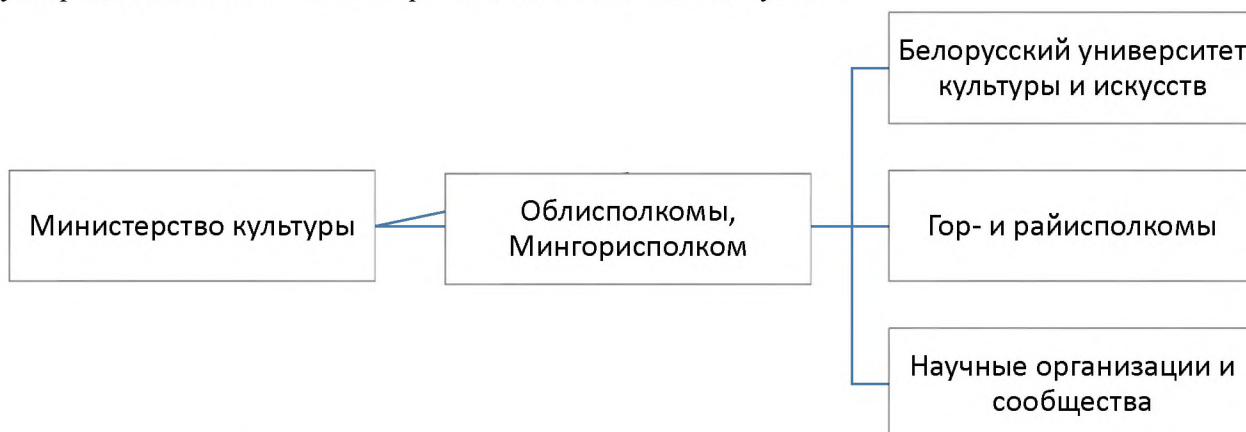 Белорусский университет
культуры и искусств
Министерство культуры
Облисполкомы,
Мингорисполком
Гор- и райисполкомы
Научные организации и
сообщества